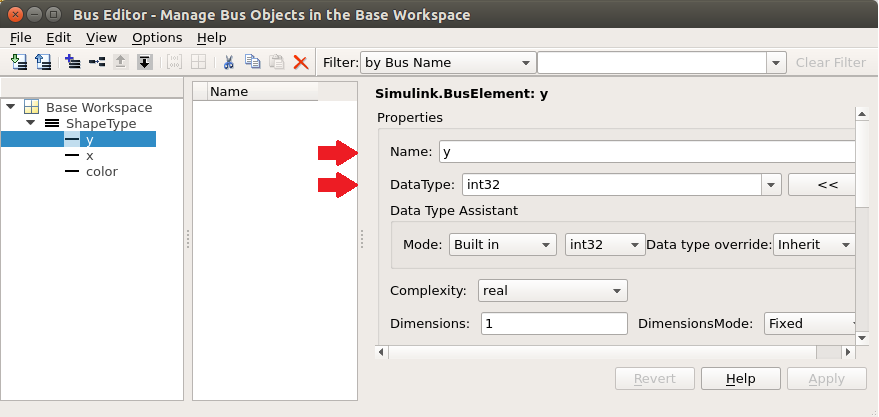 Bus Editor - Manage Bus Objects in the Base Workspace
File Edit View Options Help
Filter: by Bus Name Clear Filter
Name
Base Workspace
ShapeType
y
x
color
Simulink.BusElement: y
Properties
Name: y
DataType: int32 <<
Data Type Assistant
Mode: Built in int32 Data type override: Inherit
Complexity: real
Dimensions: 1 DimensionsMode: Fixed
Revert Help Apply